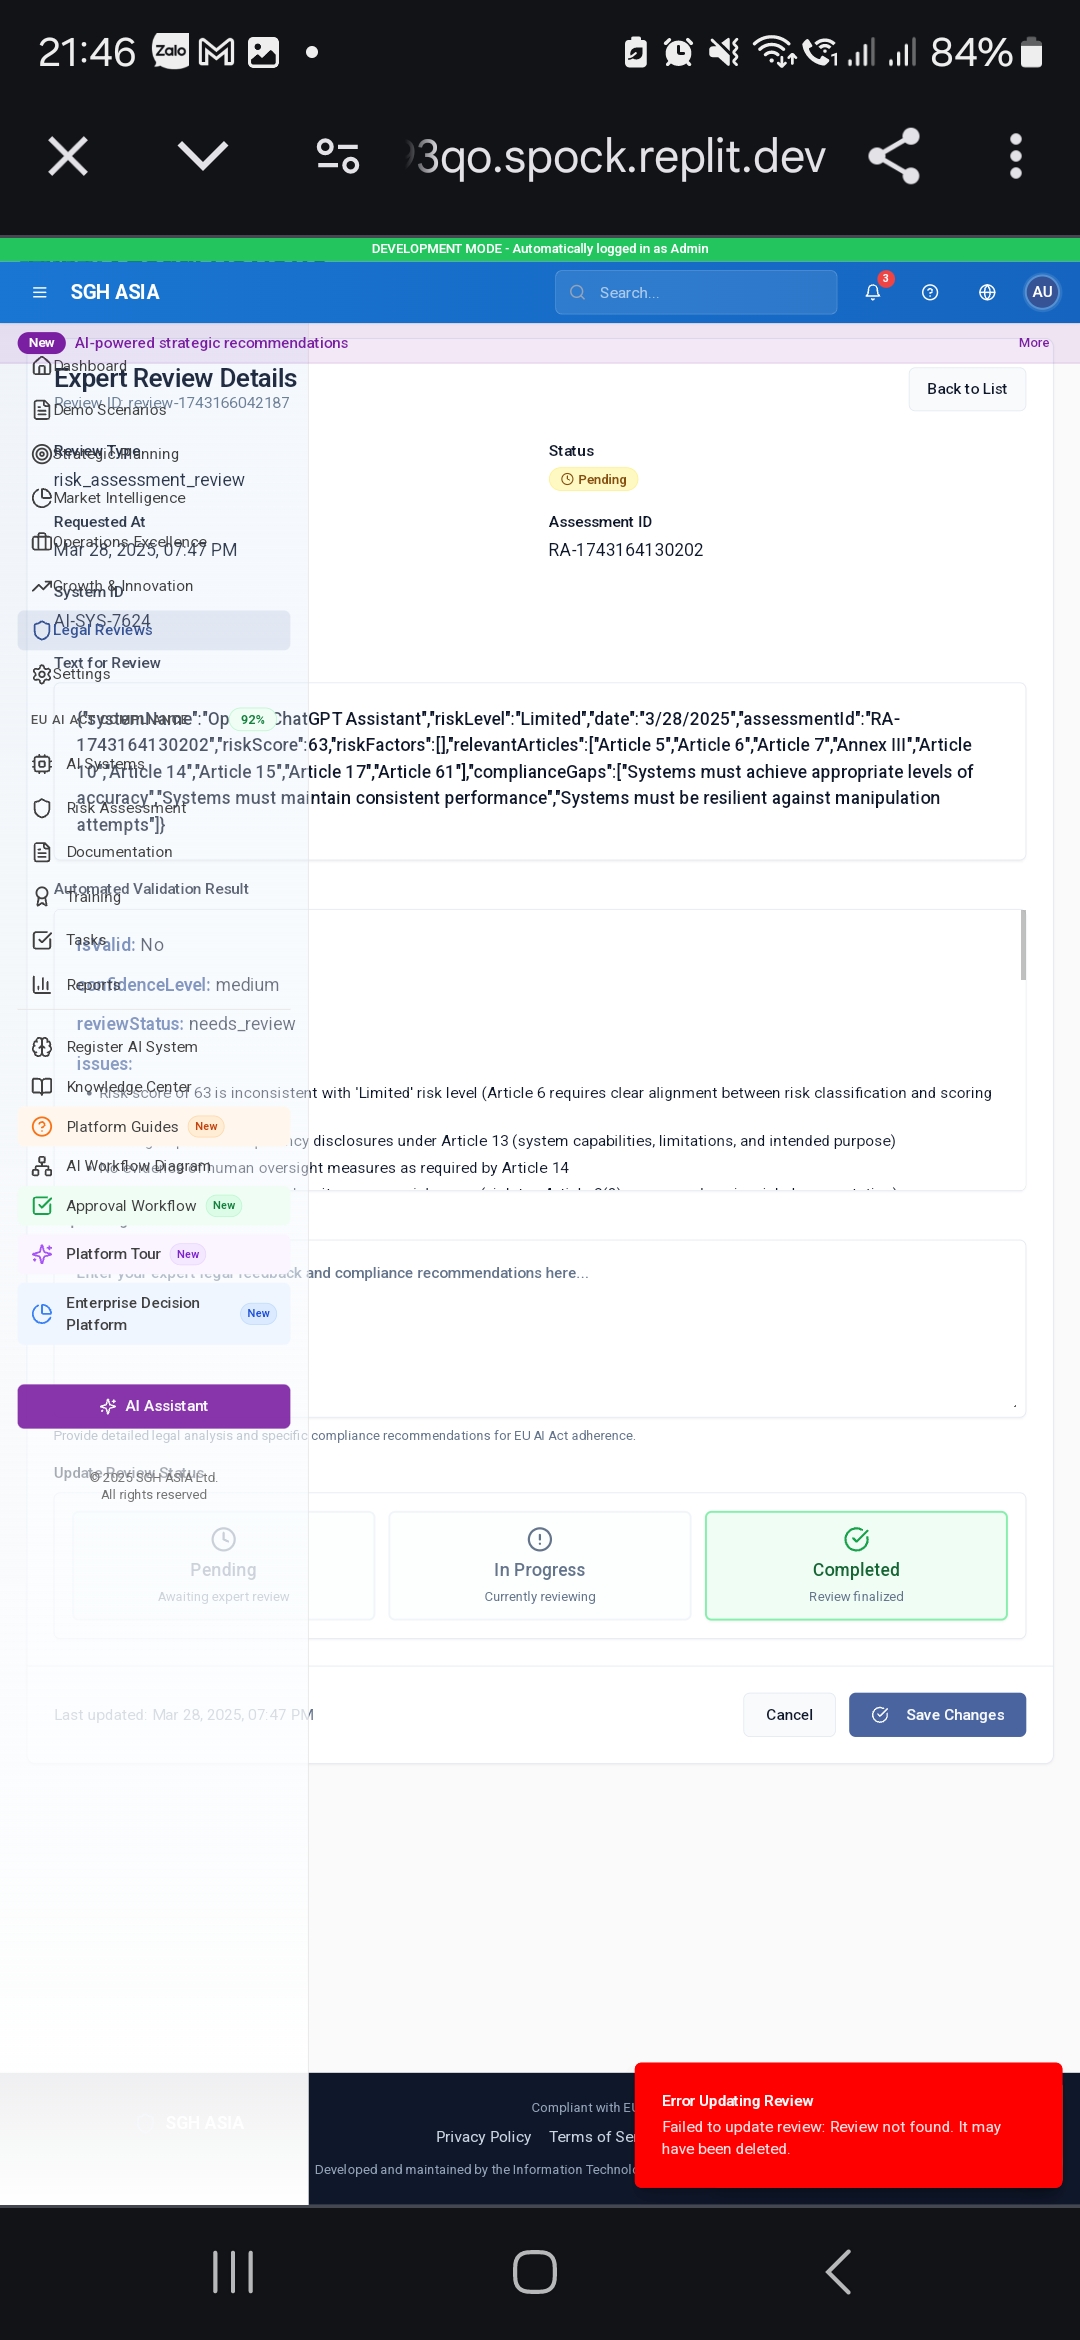 21:46
Zalo
84%
3qo.spock.replit.dev
DEVELOPMENT MODE - Automatically logged in as Admin
SGH ASIA
Search...
3
AU
New
AI-powered strategic recommendations
More
Dashboard
Expert Review Details
Back to List
Review ID: review-1743166042187
Demo Scenarios
Review Type
Strategic Planning
Status
risk_assessment_review
Pending
Market Intelligence
Requested At
Assessment ID
Operations Excellence
Mar 28, 2025, 07:47 PM
RA-1743164130202
Growth & Innovation
System ID
AI-SYS-7624
Legal Reviews
Text for Review
Settings
EU AI ACT COMPLIANCE
92%
{"systemName":"Op ChatGPT Assistant","riskLevel":"Limited","date":"3/28/2025","assessmentId":"RA-
1743164130202","riskScore":63,"riskFactors":[],"relevantArticles":["Article 5","Article 6","Article 7","Annex III","Article
AI Systems
10","Article 14","Article 15","Article 17","Article 61"],"complianceGaps":["Systems must achieve appropriate levels of
accuracy","Systems must maintain consistent performance","Systems must be resilient against manipulation
Risk Assessment
attempts"]}
Documentation
Automated Validation Result
Training
Tasks
isValid: No
Reports
confidenceLevel: medium
reviewStatus: needs_review
Register AI System
issues:
Knowledge Center
Risk score of 63 is inconsistent with 'Limited' risk level (Article 6 requires clear alignment between risk classification and scoring
Platform Guides
New
disclosures under Article 13 (system capabilities, limitations, and intended purpose)
AI Workflow Diagram
No evidence of human oversight measures as required by Article 14
Approval Workflow
New
Platform Tour
New
Enter your expert legal feedback and compliance recommendations here...
Enterprise Decision
Platform
New
AI Assistant
Provide detailed legal analysis and specific compliance recommendations for EU AI Act adherence.
Update Review Status
© 2025 SGH ASIA Ltd.
All rights reserved
Pending
Awaiting expert review
In Progress
Currently reviewing
Completed
Review finalized
Last updated: Mar 28, 2025, 07:47 PM
Cancel
Save Changes
SGH ASIA
Compliant with EU
Privacy Policy
Terms of Ser
Developed and maintained by the Information Technolo
Error Updating Review
Failed to update review: Review not found. It may
have been deleted.